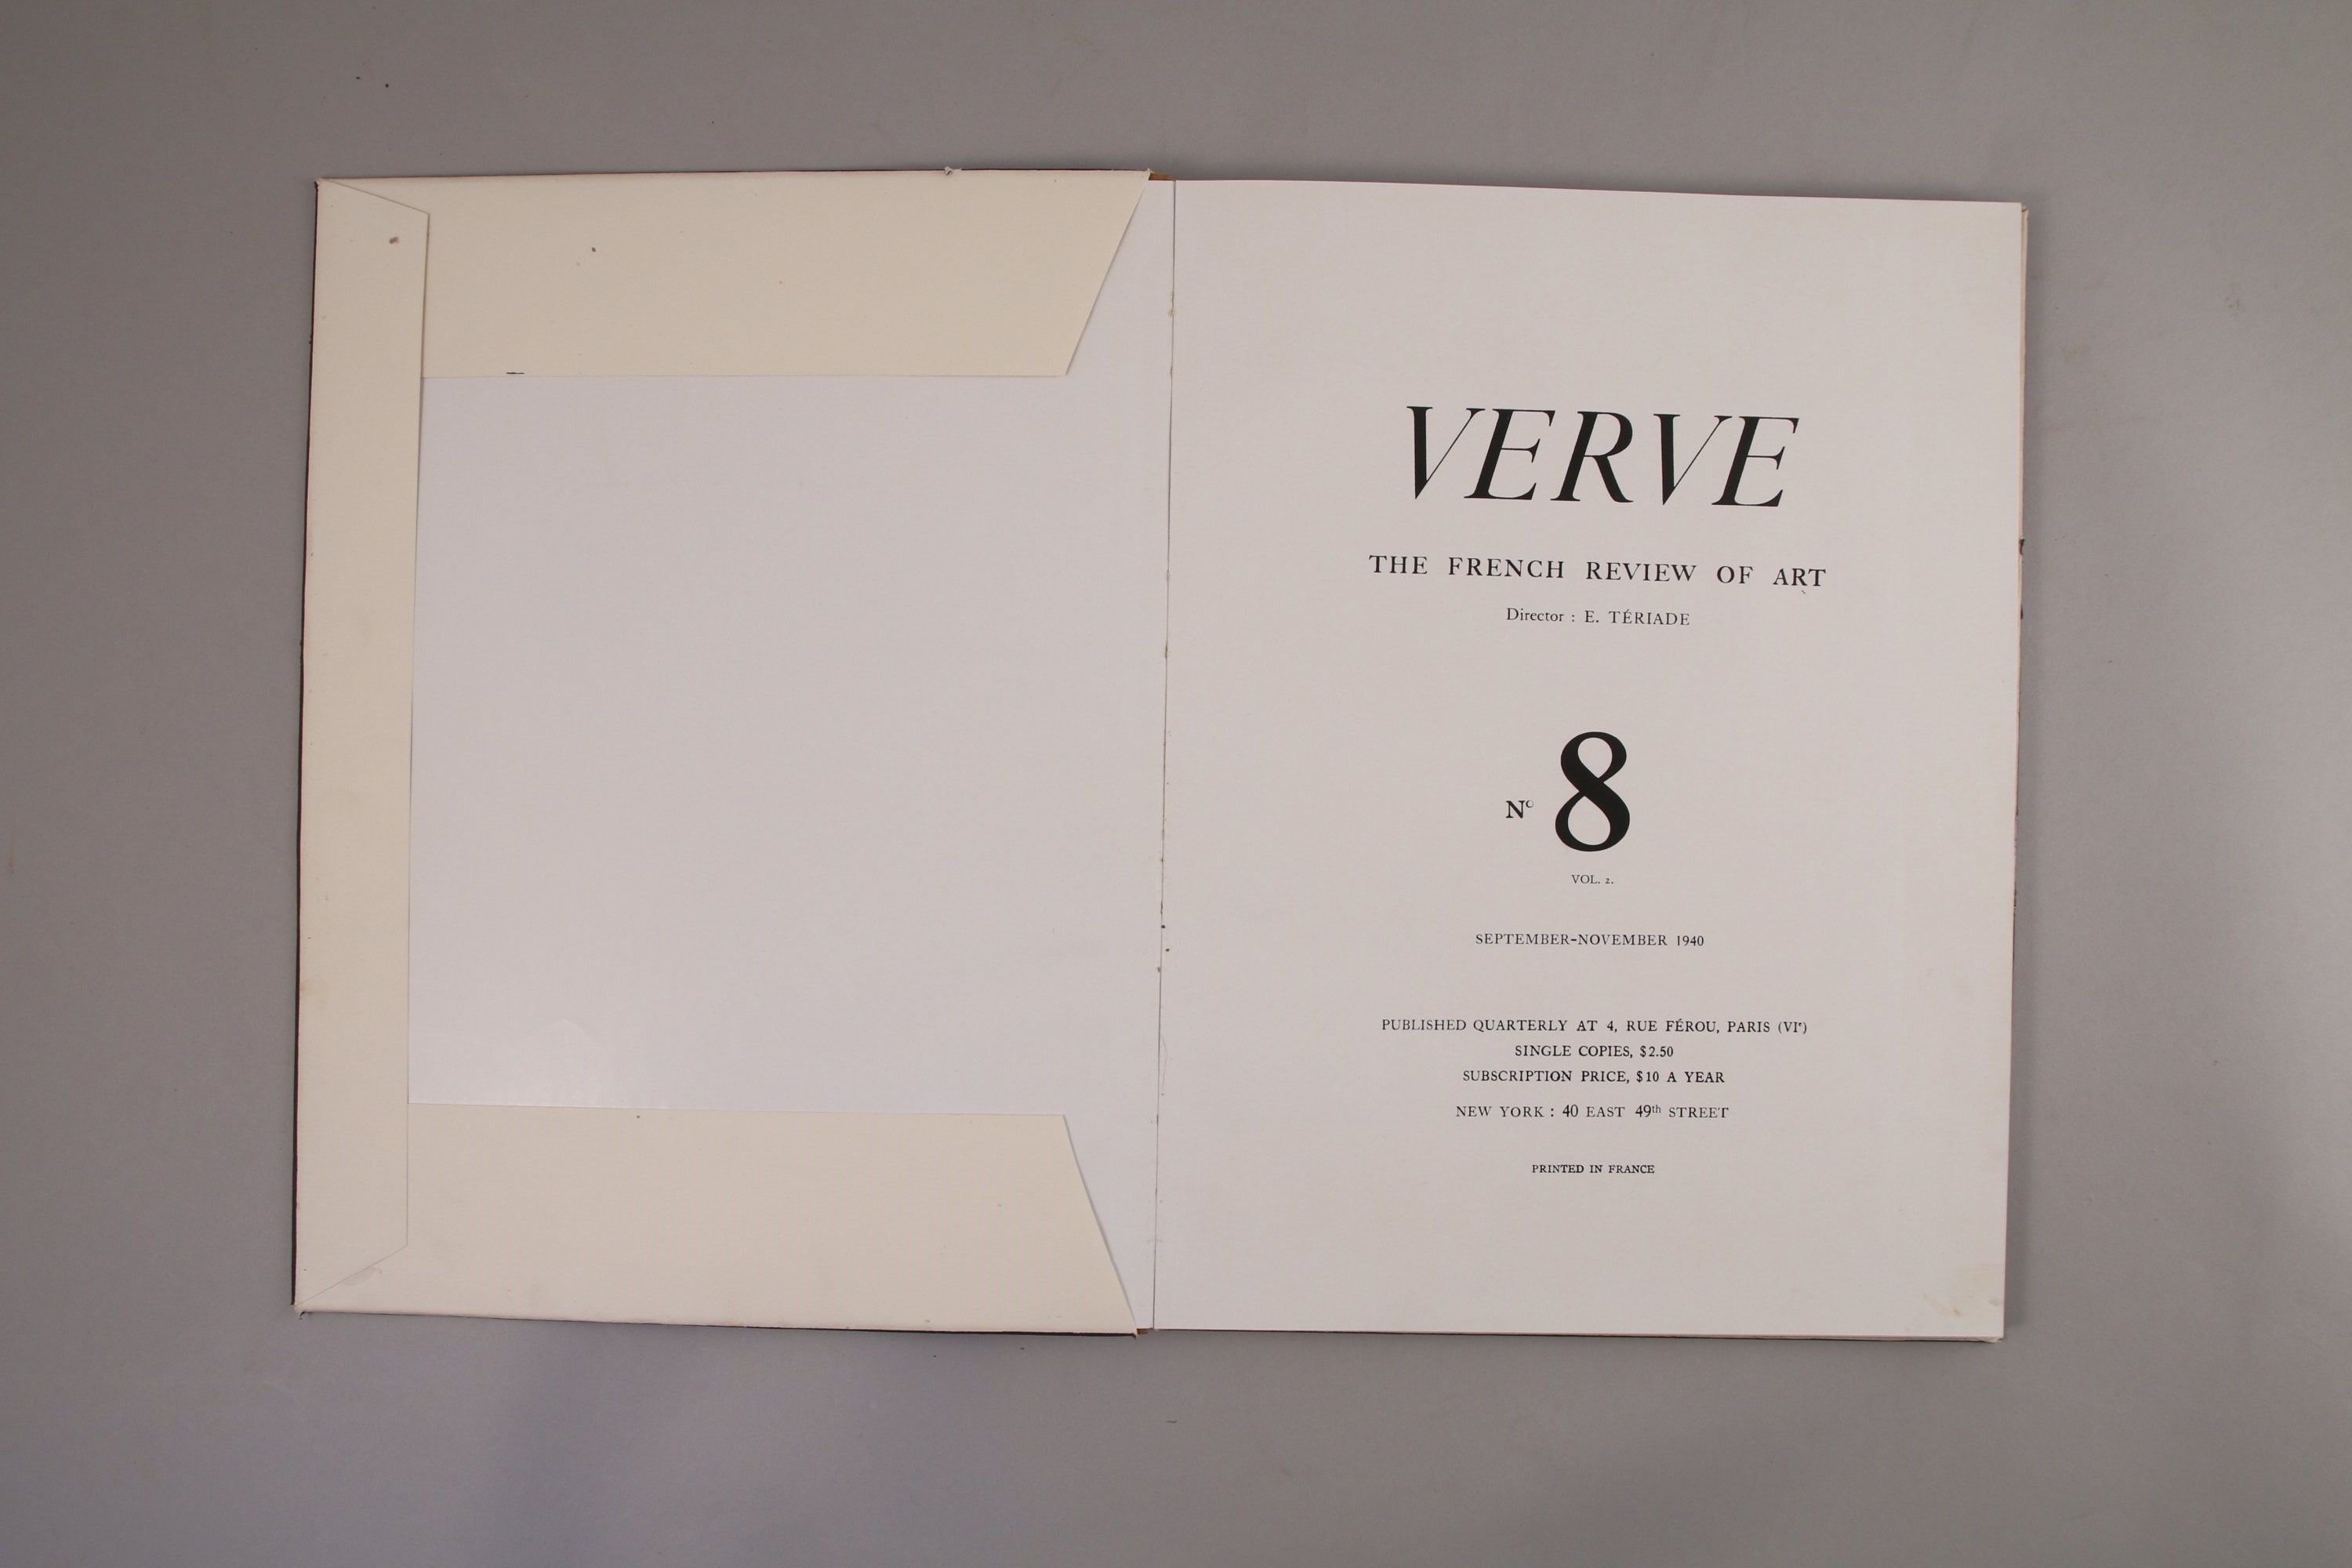 VERVE
THE FRENCH REVIEW OF ART
Director : E. TÉRIADE
Nº 8
VOL. 2.
SEPTEMBER-NOVEMBER 1940
PUBLISHED QUARTERLY AT 4, RUE FÉROU, PARIS (VIᵉ)
SINGLE COPIES, $2.50
SUBSCRIPTION PRICE, $10 A YEAR
NEW YORK : 40 EAST 49th STREET
PRINTED IN FRANCE